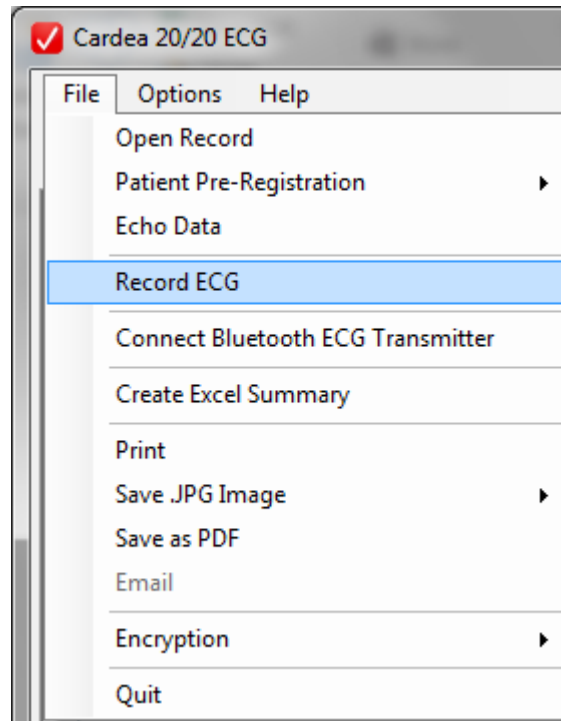 Cardea 20/20 ECG
File Options Help
Open Record
Patient Pre-Registration
Echo Data
Record ECG
Connect Bluetooth ECG Transmitter
Create Excel Summary
Print
Save .JPG Image
Save as PDF
Email
Encryption
Quit